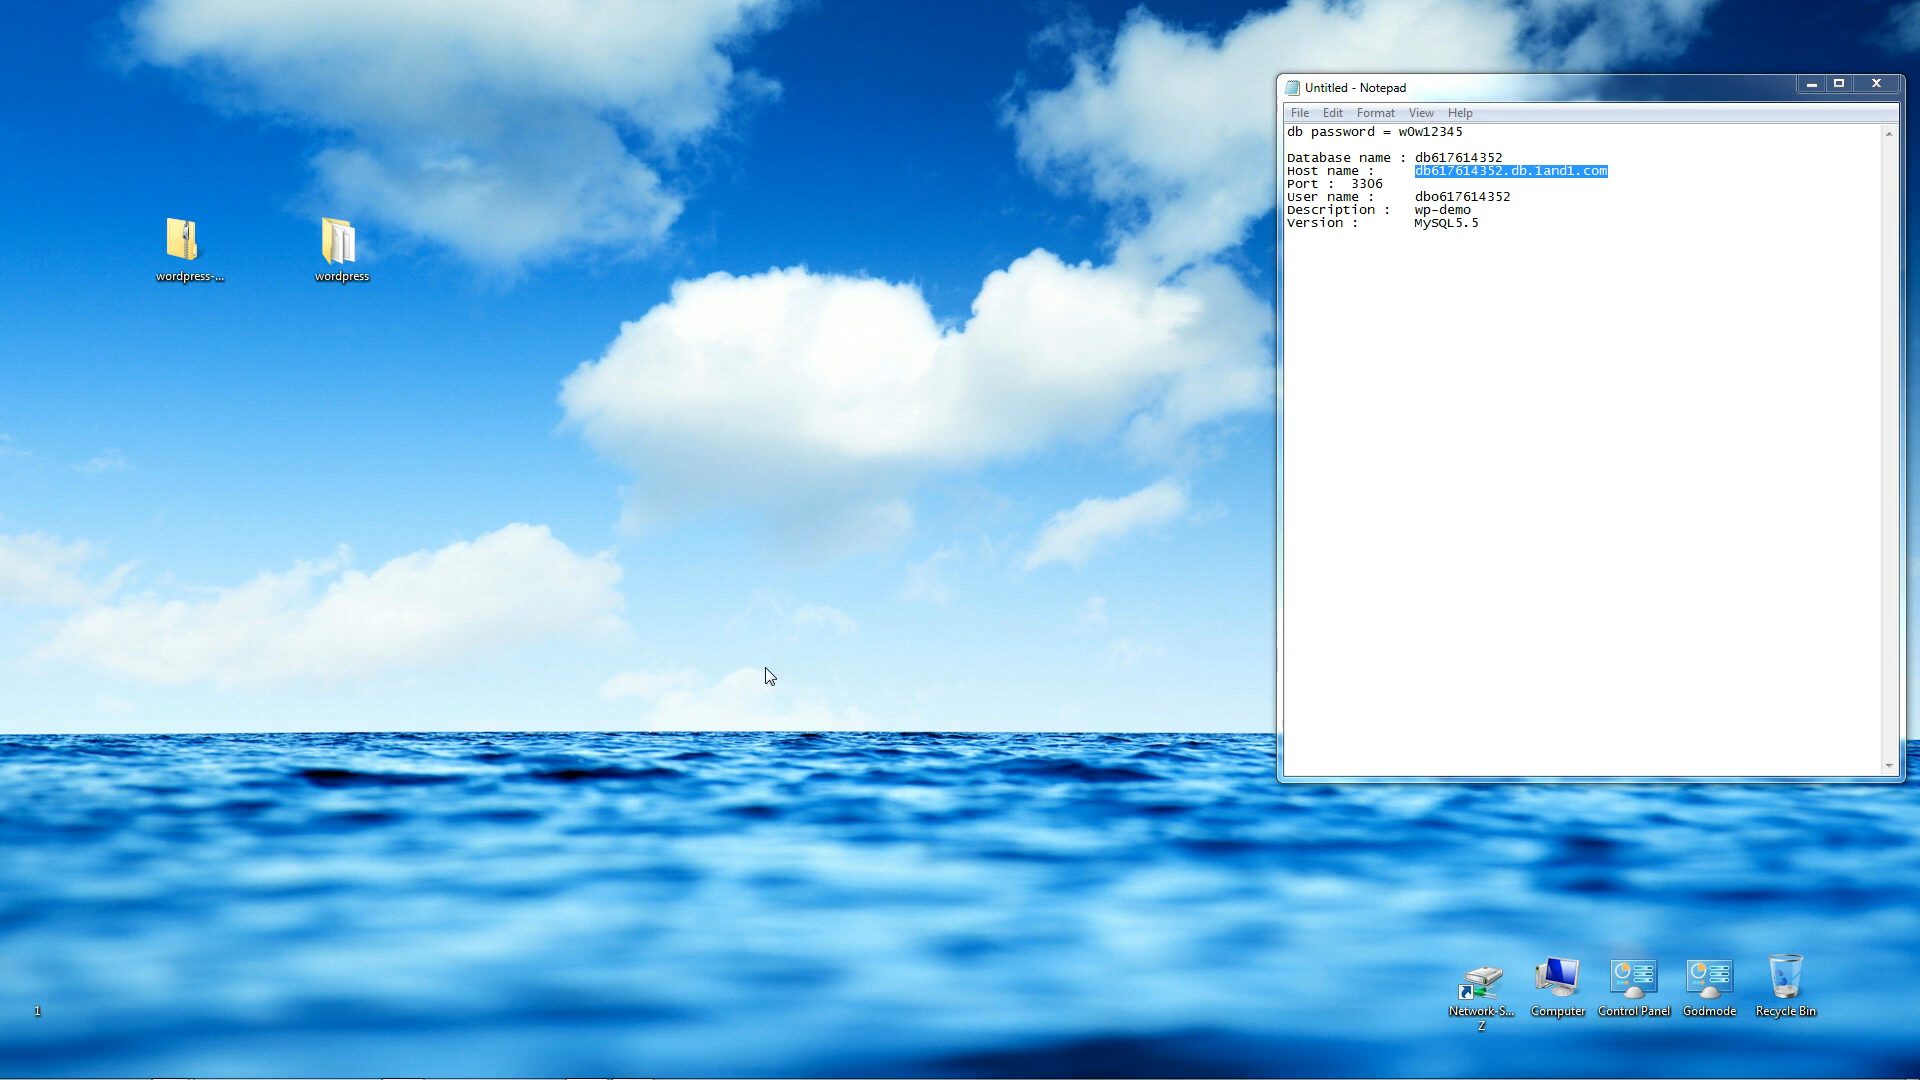 Untitled - Notepad
File Edit Format View Help
db password = w0w12345
Database name : db617614352
Host name : db617614352.db.1and1.com
Port : 3306
User name : dbo617614352
Description : wp-demo
Version : MySQL5.5
wordpress-...
wordpress
1
Network-S...
Z
Computer
Control Panel
Godmode
Recycle Bin